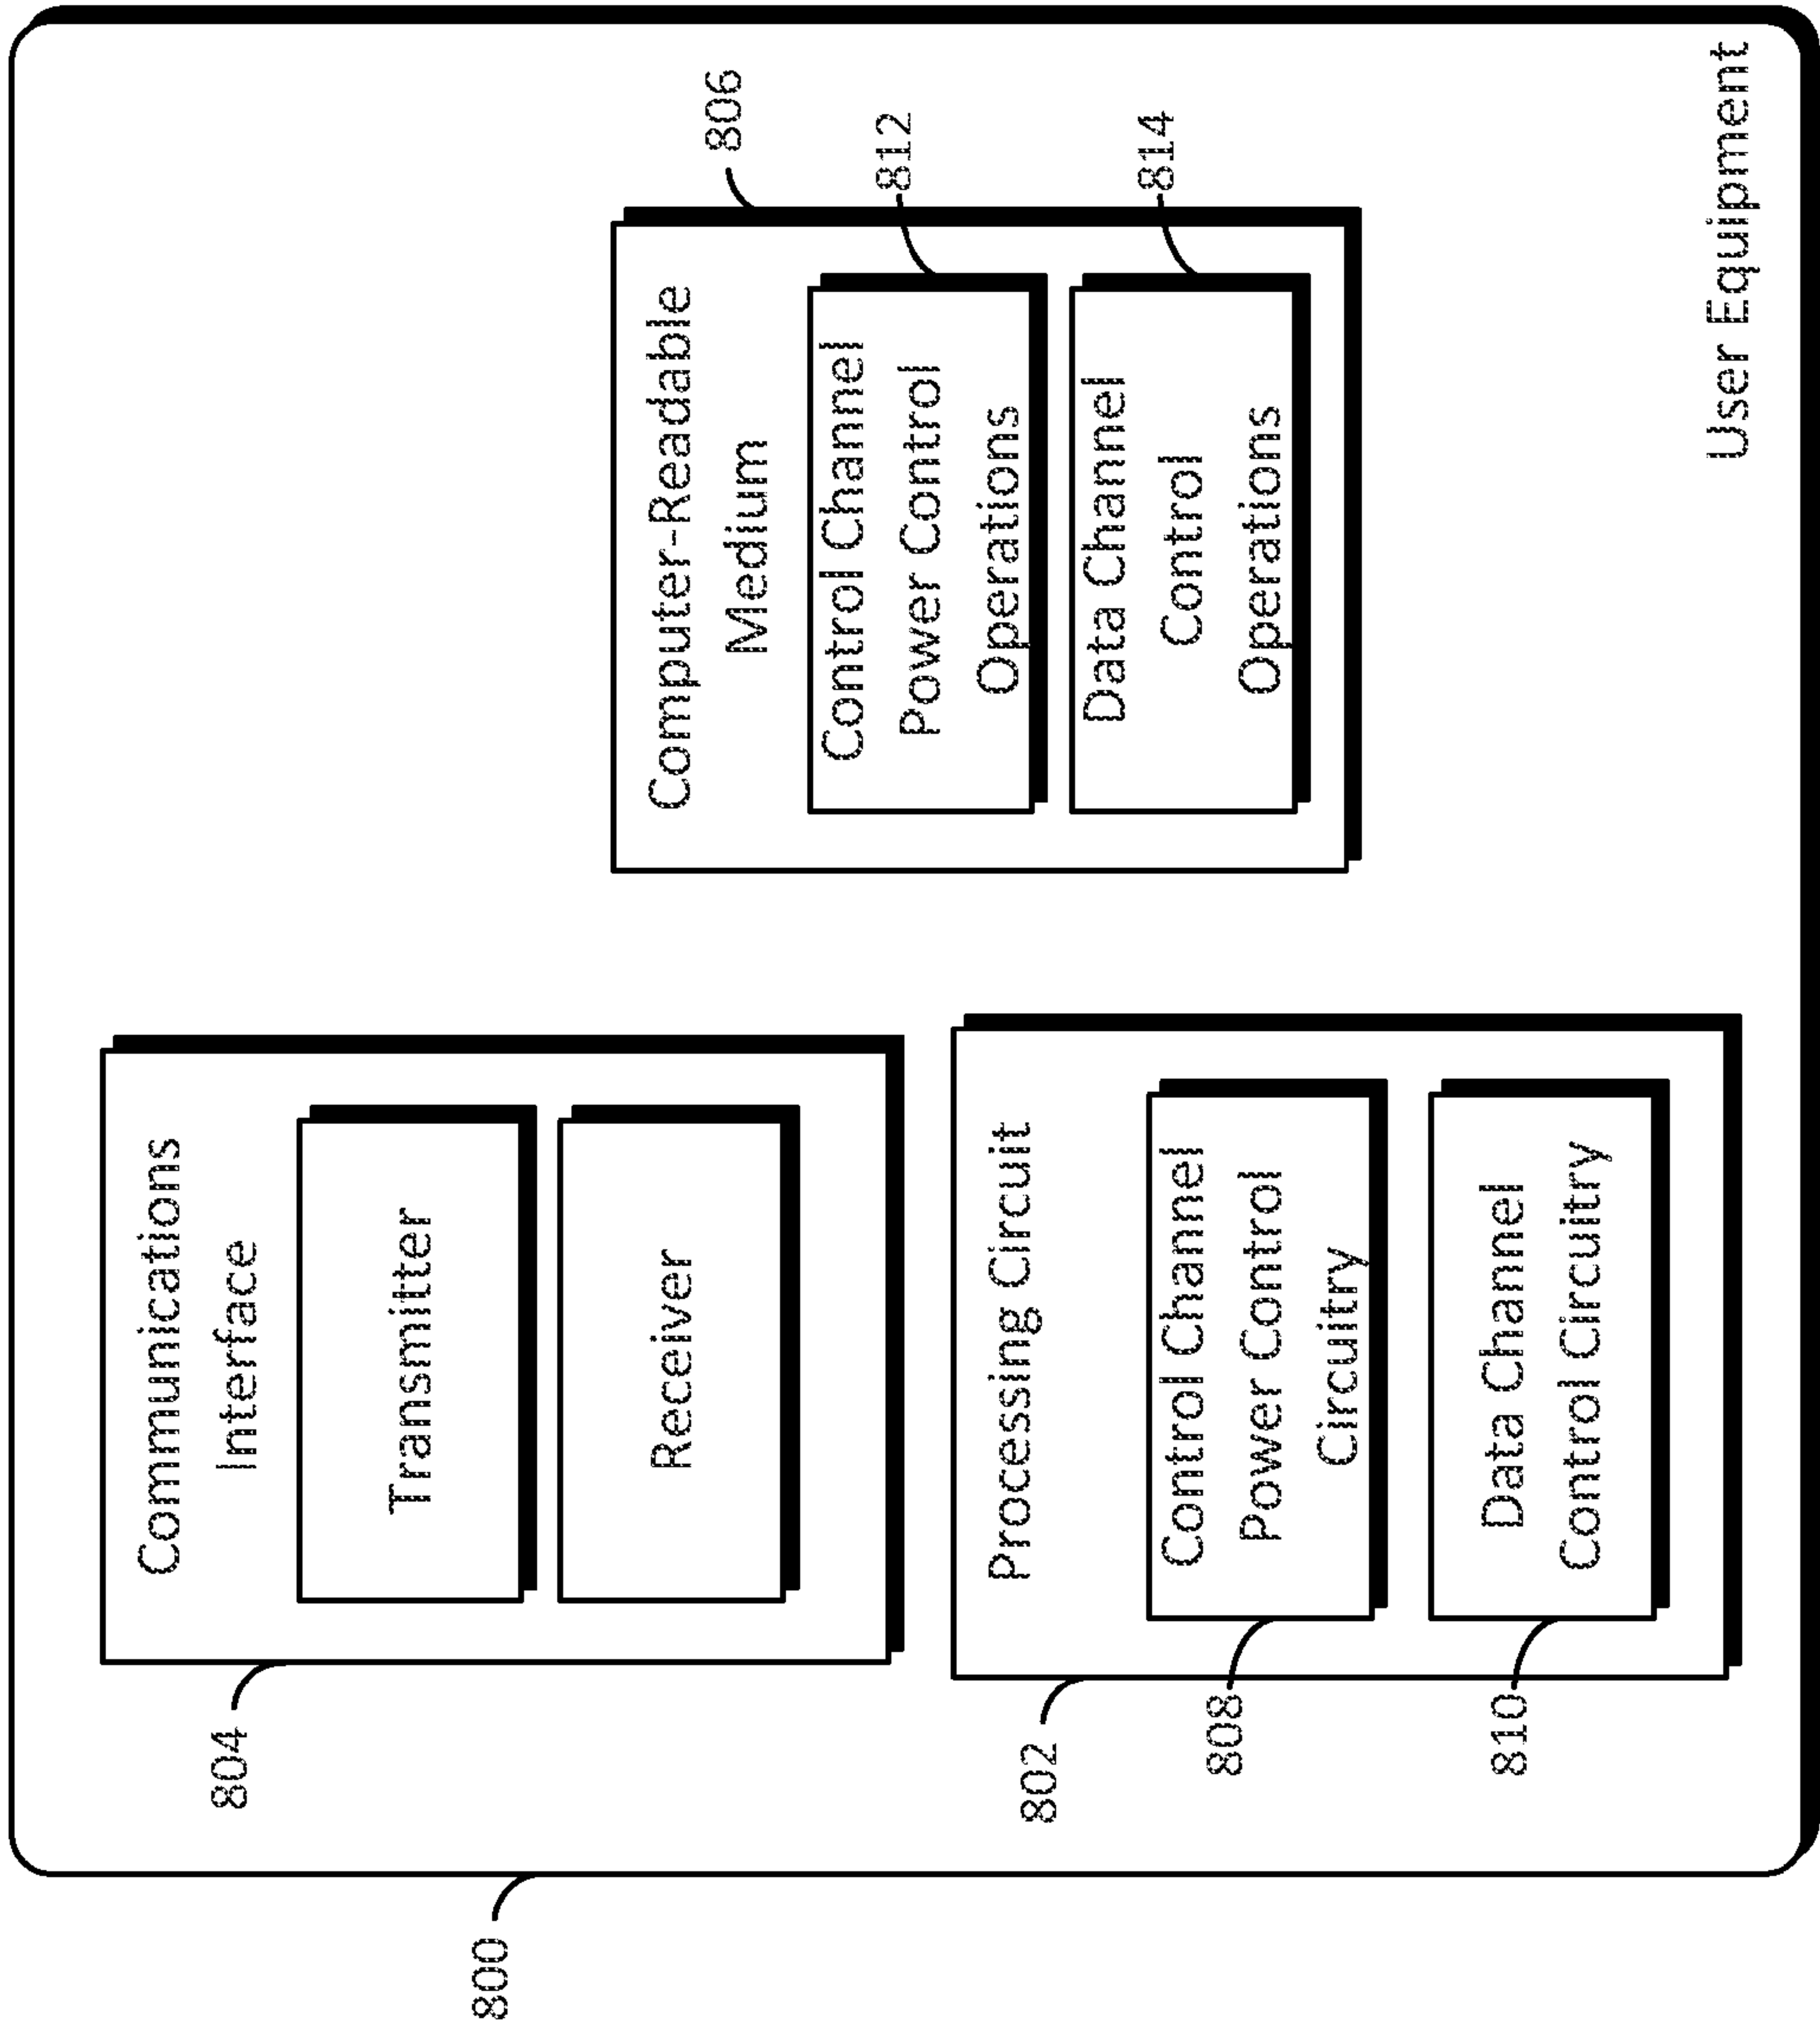 800
804
Communications
Interface
Transmitter
Receiver
802
Processing Circuit
808
Control Channel
Power Control
Circuitry
810
Data Channel
Control Circuitry
806
Computer-Readable
Medium
812
Control Channel
Power Control
Operations
814
Data Channel
Control
Operations
User Equipment